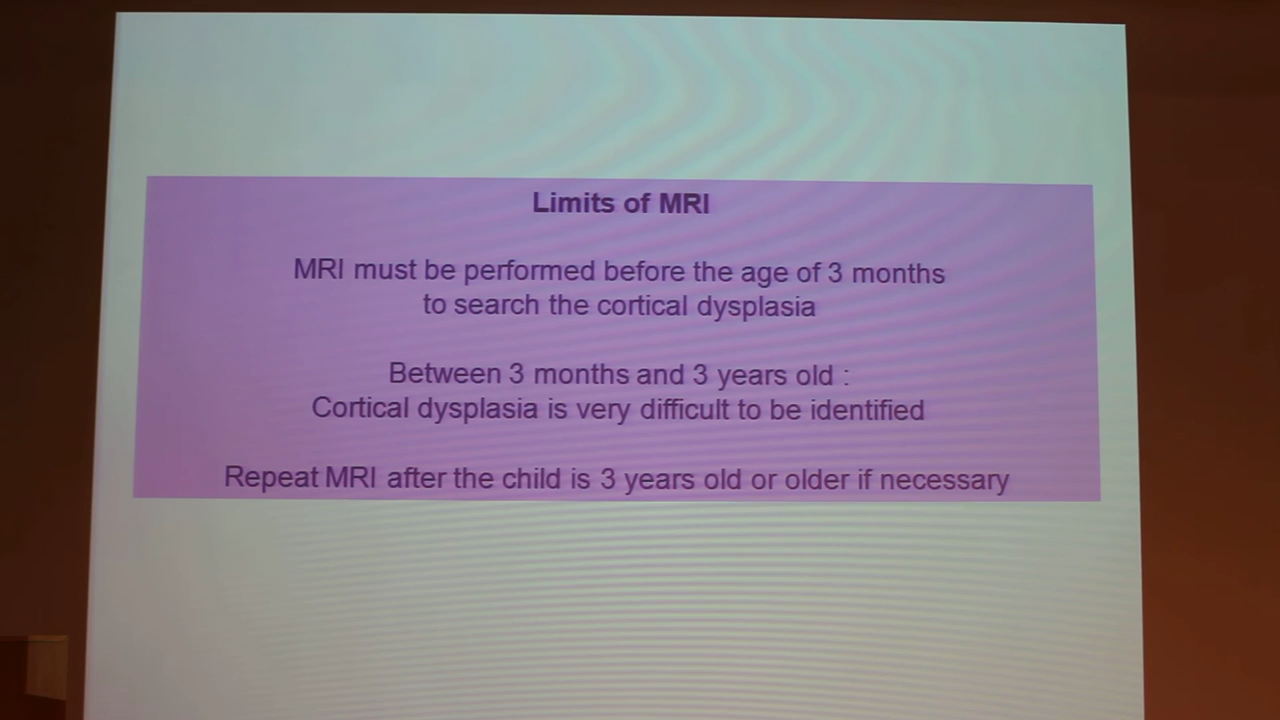 Limits of MRI
MRI must be performed before the age of 3 months
to search the cortical dysplasia
Between 3 months and 3 years old :
Cortical dysplasia is very difficult to be identified
Repeat MRI after the child is 3 years old or older if necessary